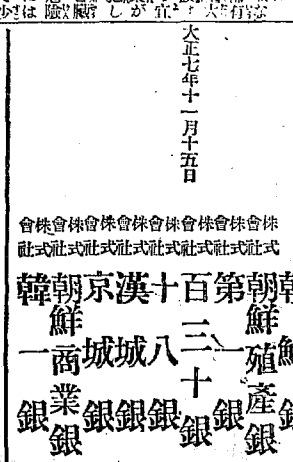 大正七年十一月十五日
株式會社朝鮮殖產銀
株式會社第一銀
株式會社百三十銀
株式會社十八銀
株式會社漢城銀
株式會社京城銀
株式會社朝鮮商業銀
株式會社韓一銀